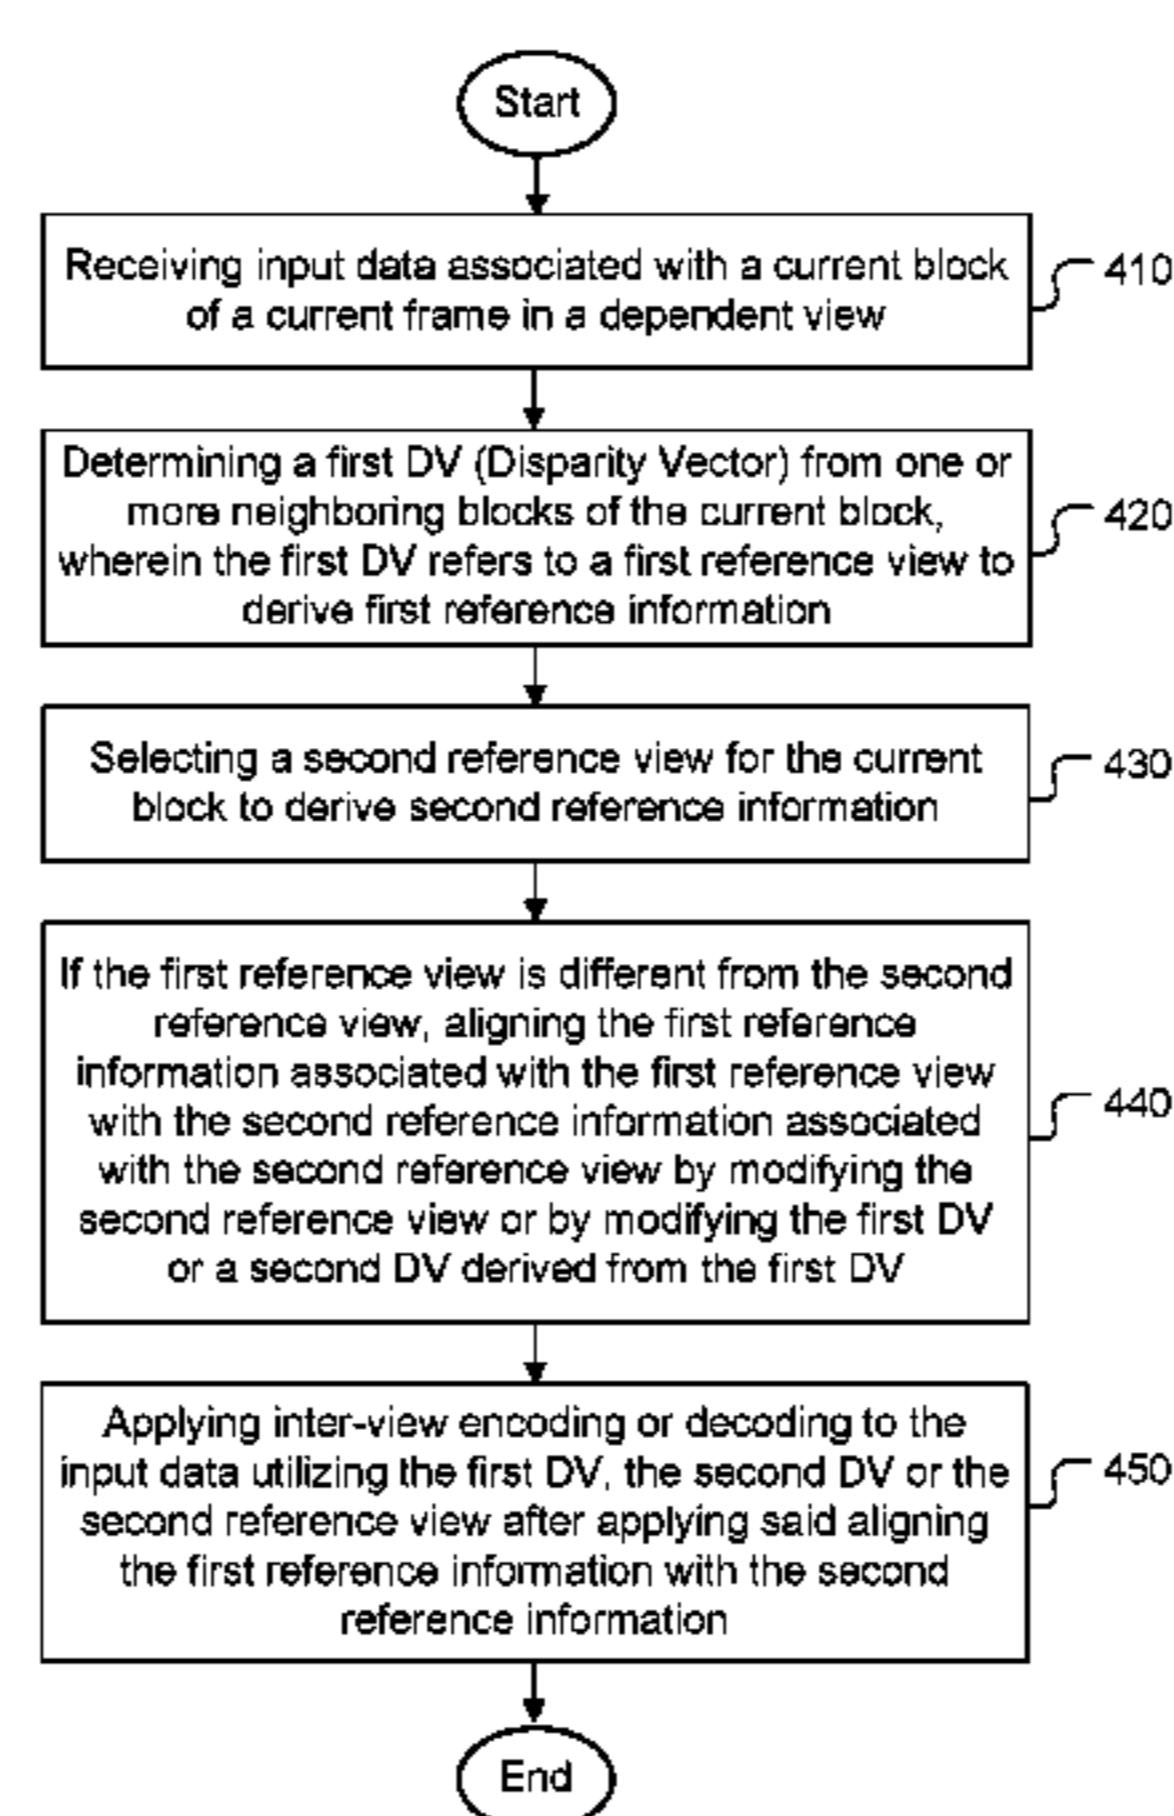 Start
Receiving input data associated with a current block
of a current frame in a dependent view
410
Determining a first DV (Disparity Vector) from one or
more neighboring blocks of the current block,
wherein the first DV refers to a first reference view to
derive first reference information
420
Selecting a second reference view for the current
block to derive second reference information
430
If the first reference view is different from the second
reference view, aligning the first reference
information associated with the first reference view
with the second reference information associated
with the second reference view by modifying the
second reference view or by modifying the first DV
or a second DV derived from the first DV
440
Applying inter-view encoding or decoding to the
input data utilizing the first DV, the second DV or the
second reference view after applying said aligning
the first reference information with the second
reference information
450
End